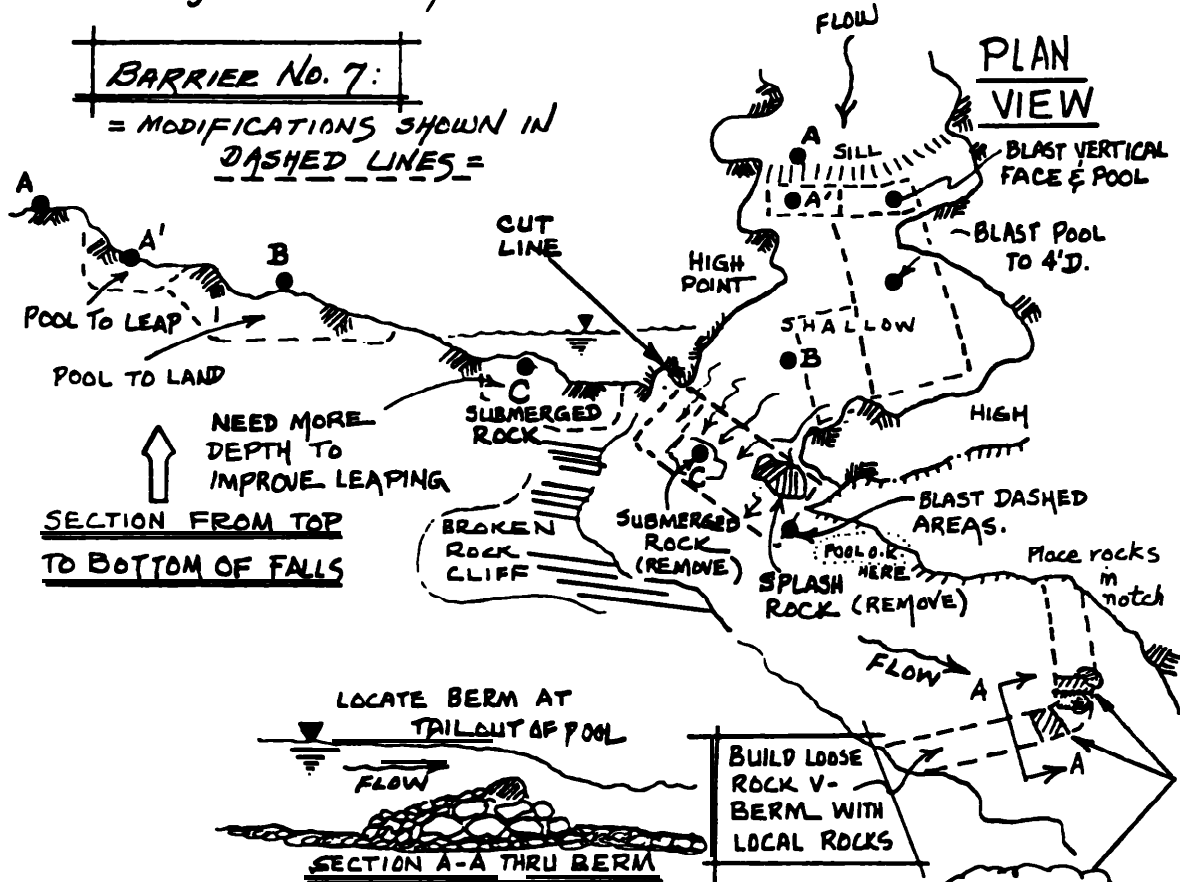 BARRIER NO. 7:
= MODIFICATIONS SHOWN IN
DASHED LINES =
FLOW
PLAN
VIEW
A
SILL
BLAST VERTICAL
FACE & POOL
A'
BLAST POOL
TO 4'D.
HIGH
POINT
SHALLOW
B
CUT
LINE
A
A'
B
POOL TO LEAP
POOL TO LAND
C
SUBMERGED
ROCK
NEED MORE
DEPTH TO
IMPROVE LEAPING
SECTION FROM TOP
TO BOTTOM OF FALLS
HIGH
C
SUBMERGED
ROCK
(REMOVE)
BLAST DASHED
AREAS.
POOL O.K.
HERE
SPLASH
ROCK (REMOVE)
BROKEN
ROCK
CLIFF
Place rocks
in
notch
FLOW
A
A
LOCATE BERM AT
TAILOUT OF POOL
FLOW
SECTION A-A THRU BERM
BUILD LOOSE
ROCK V-
BERM WITH
LOCAL ROCKS